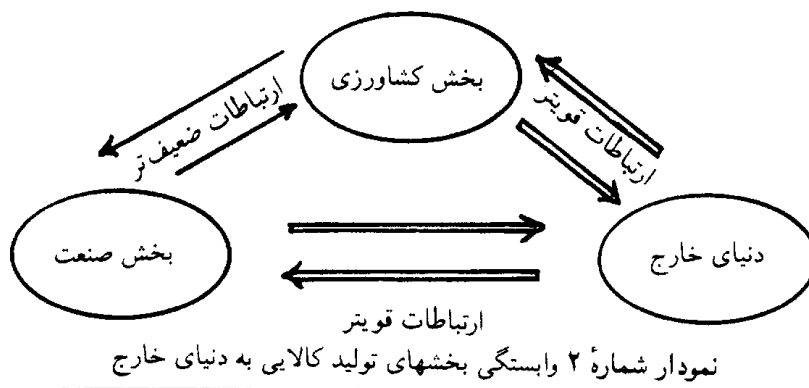 بخش کشاورزی
ارتباطات ضعیف‌تر
ارتباطات قویتر
بخش صنعت
دنیای خارج
ارتباطات قویتر
نمودار شمارهٔ ۲ وابستگی بخشهای تولید کالایی به دنیای خارج